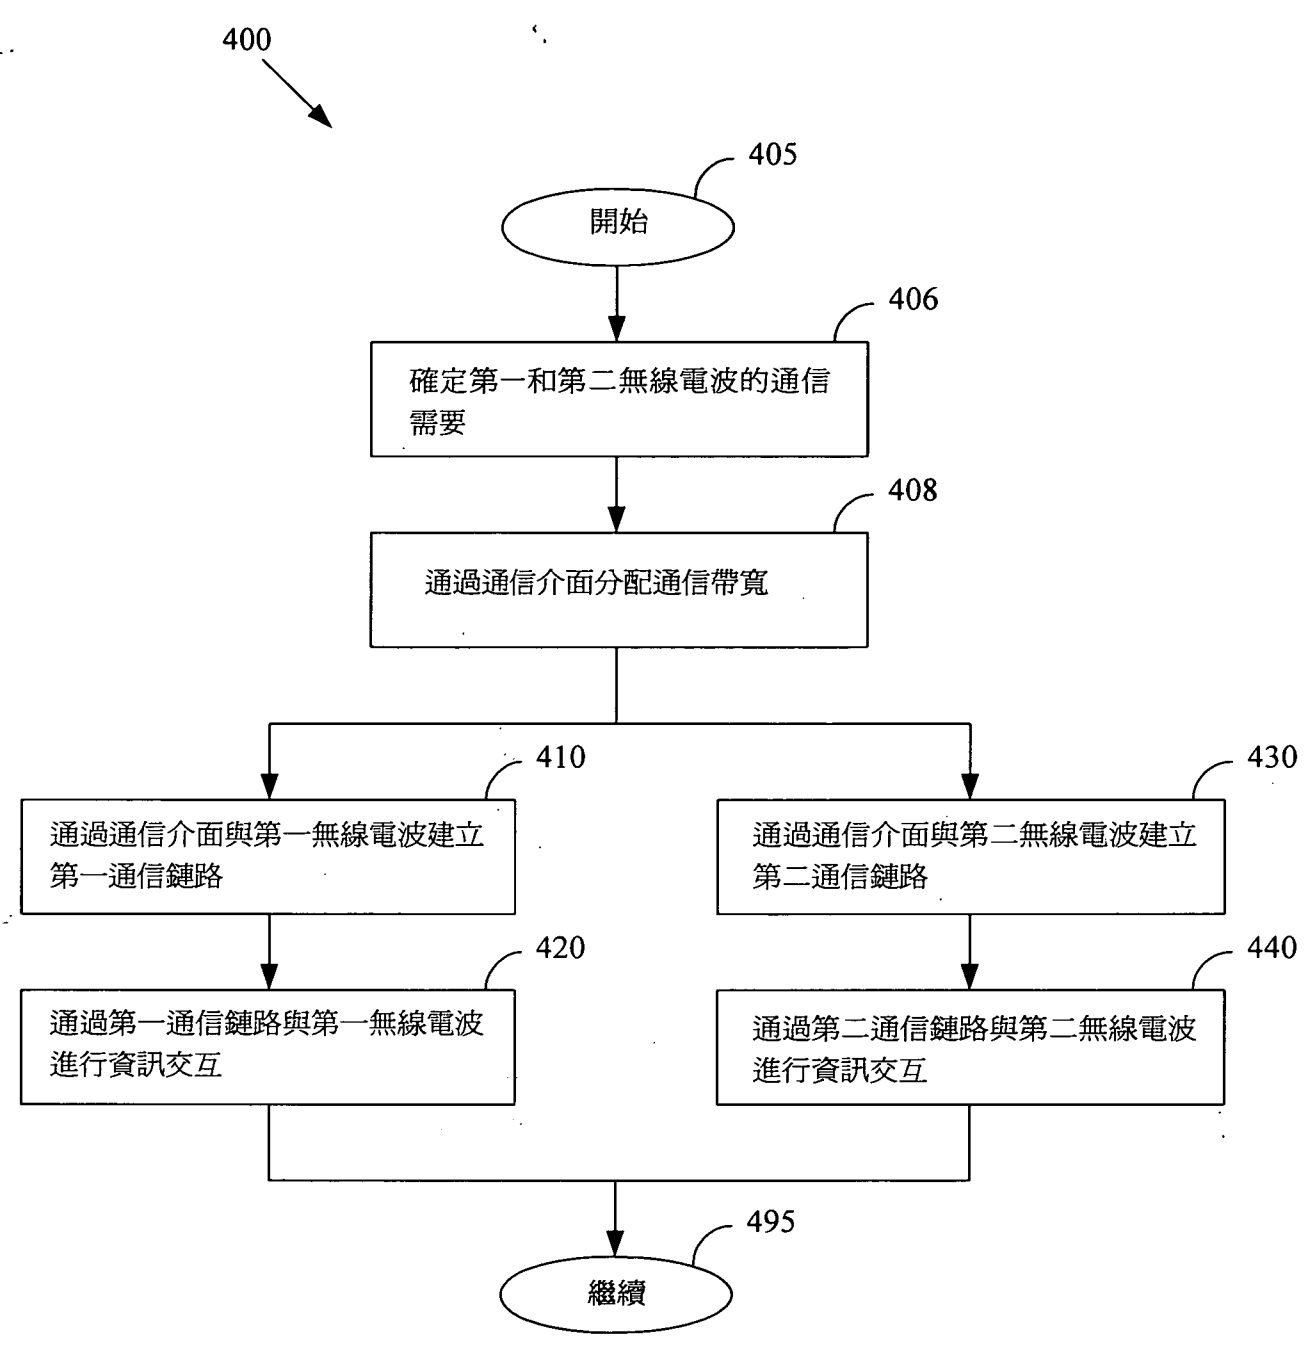 400
405
開始
406
確定第一和第二無線電波的通信
需要
408
通過通信介面分配通信帶寬
410
通過通信介面與第一無線電波建立
第一通信鏈路
430
通過通信介面與第二無線電波建立
第二通信鏈路
420
通過第一通信鏈路與第一無線電波
進行資訊交互
440
通過第二通信鏈路與第二無線電波
進行資訊交互
495
繼續